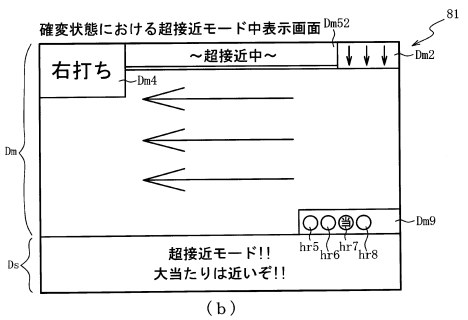 確変状態における超接近モード中表示画面
Dm52
81
右打ち
〜超接近中〜
Dm2
Dm4
Dm
当
Dm9
hr5
hr6
hr7
hr8
Ds
超接近モード!!
大当たりは近いぞ!!
(b)